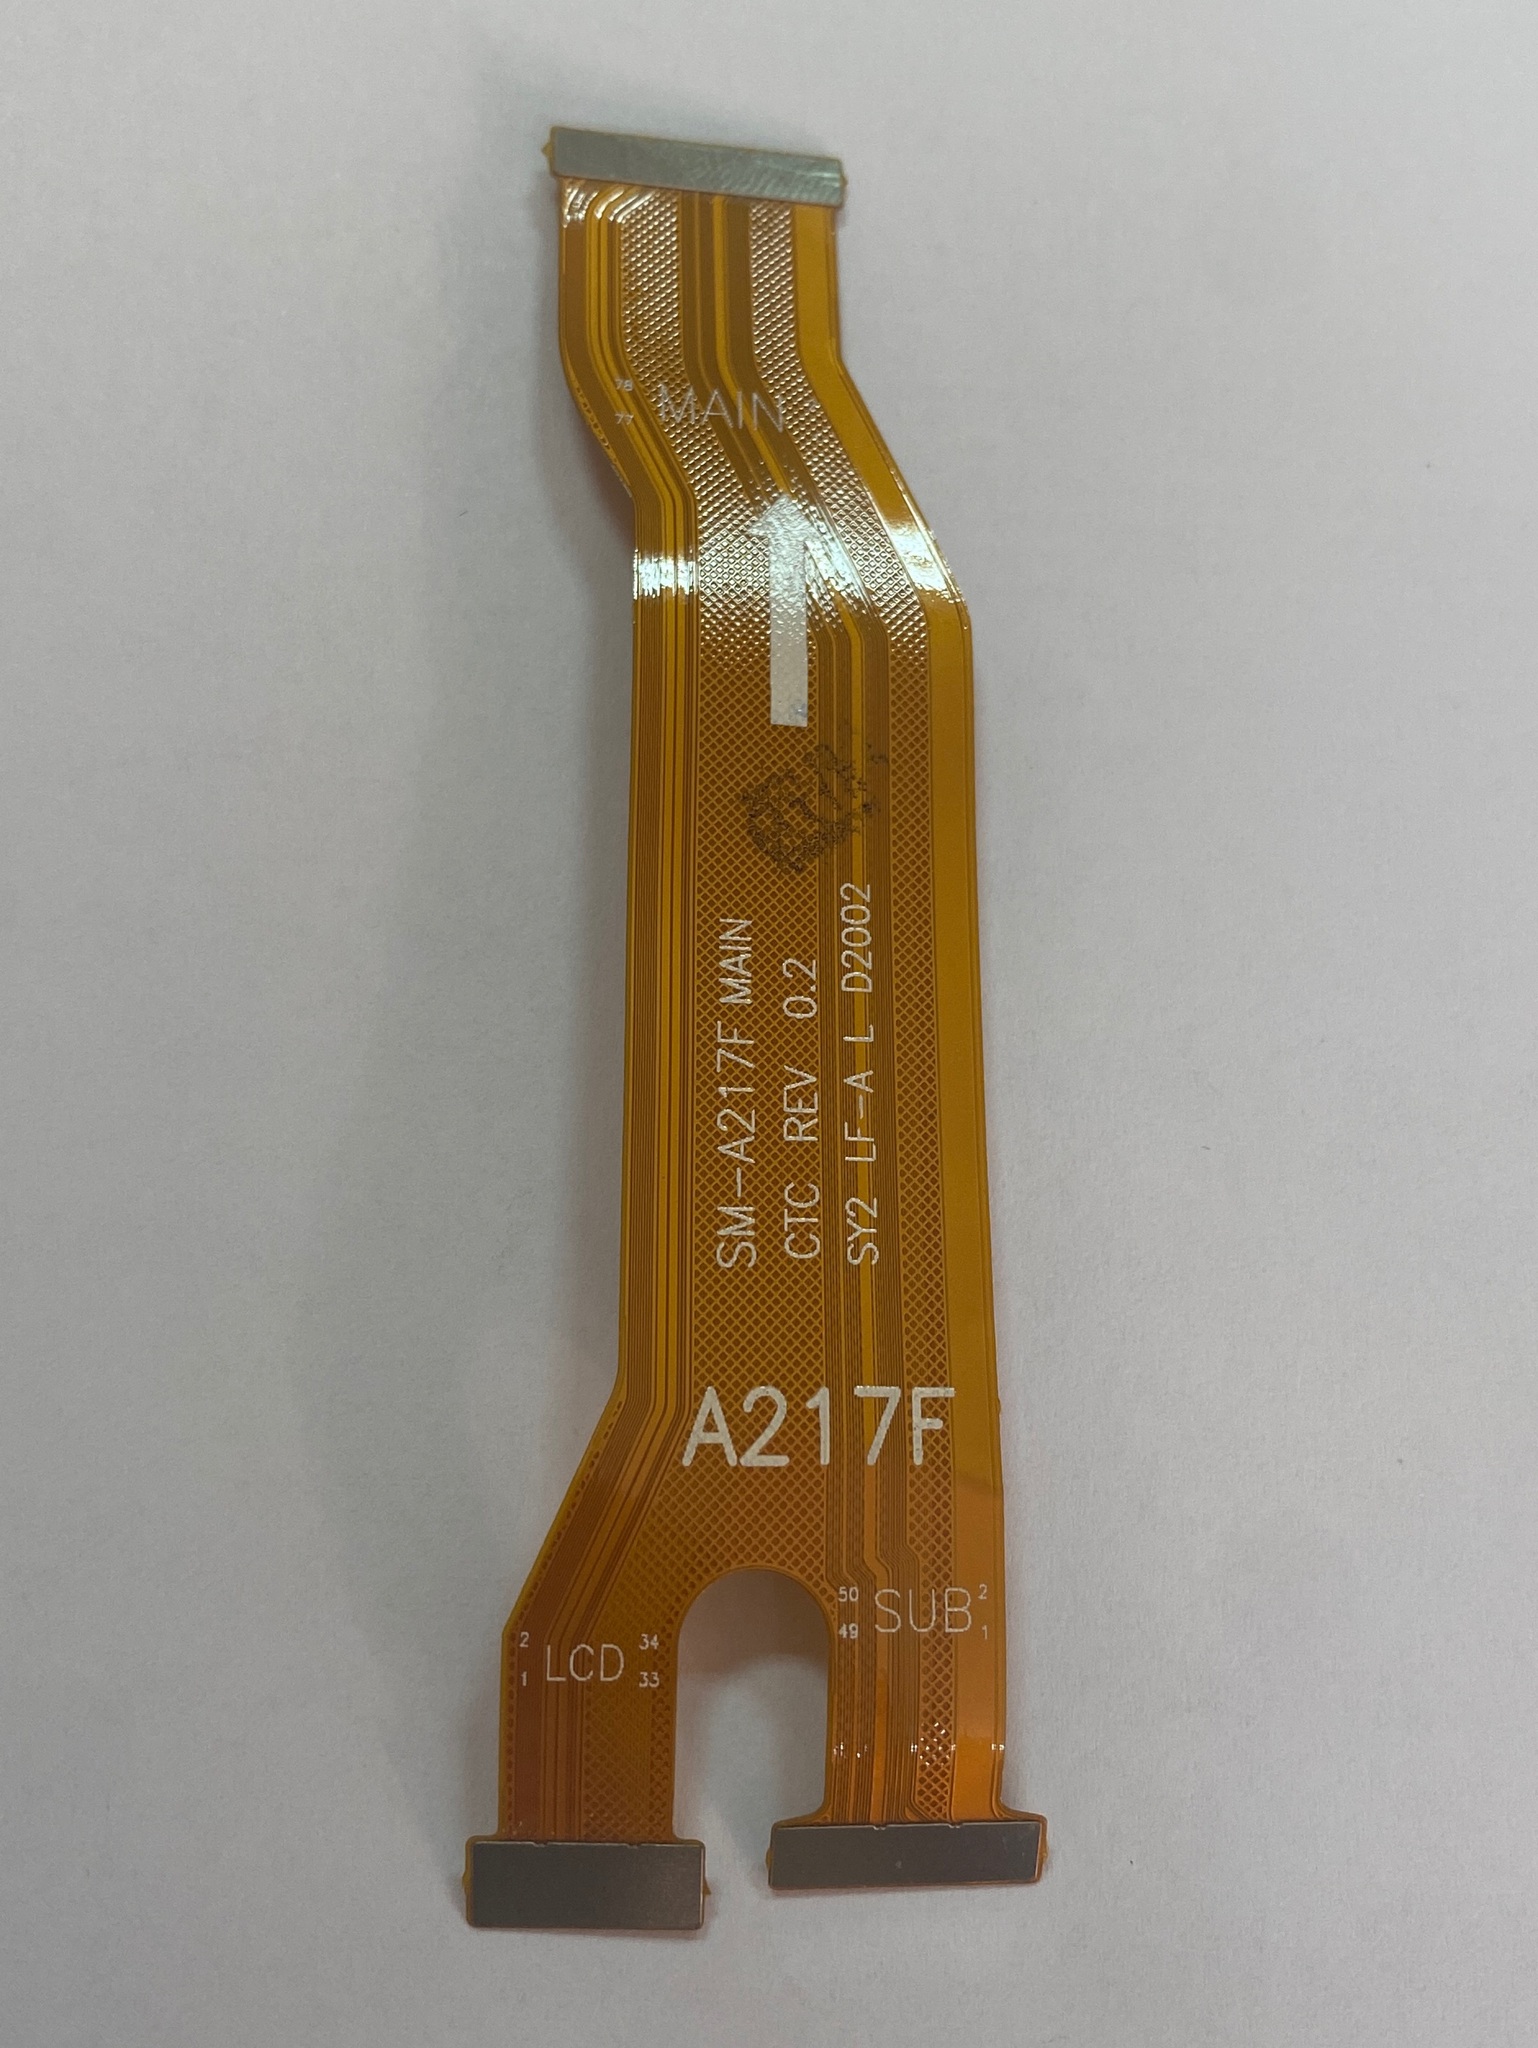 78
77
MAIN
SM-A217F MAIN
CTC REV 0.2
SY2 LF-A L D2002
A217F
50 SUB 2
49 1
2 LCD 34
1 33